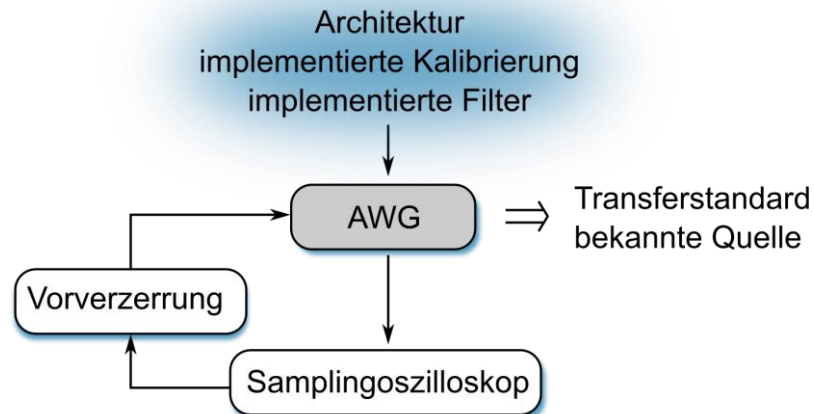 Architektur
implementierte Kalibrierung
implementierte Filter
AWG
Transferstandard
bekannte Quelle
Vorverzerrung
Samplingoszilloskop